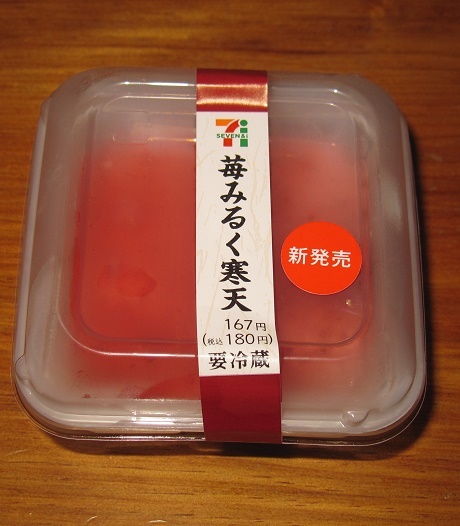 SEVEN&i
苺みるく寒天
新発売
167円
(税込180円)
要冷蔵